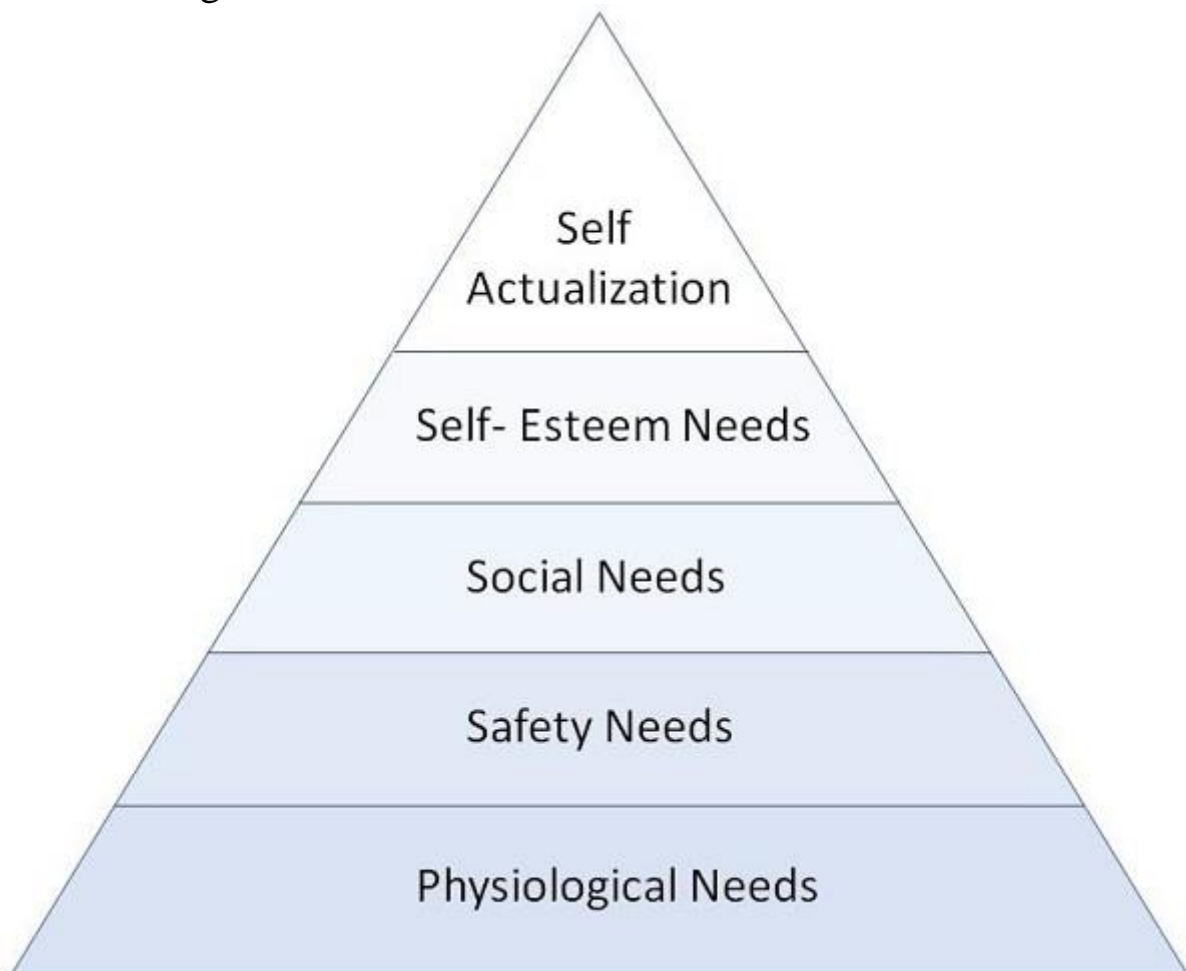 Self
Actualization
Self- Esteem Needs
Social Needs
Safety Needs
Physiological Needs